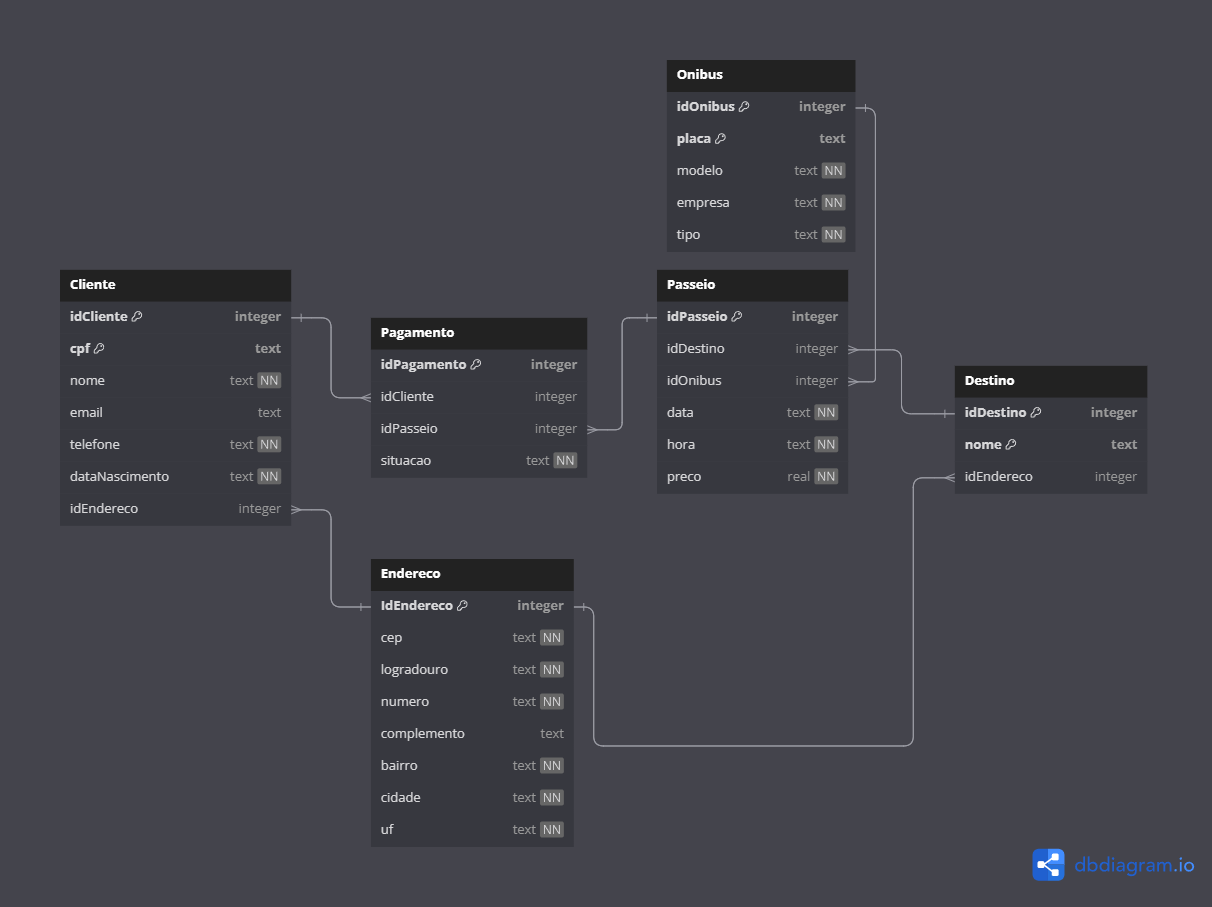 Onibus
idOnibus integer
placa text
modelo text NN
empresa text NN
tipo text NN
Cliente
idCliente integer
cpf text
nome text NN
email text
telefone text NN
dataNascimento text NN
idEndereco integer
Pagamento
idPagamento integer
idCliente integer
idPasseio integer
situacao text NN
Passeio
idPasseio integer
idDestino integer
idOnibus integer
data text NN
hora text NN
preco real NN
Destino
idDestino integer
nome text
idEndereco integer
Endereco
IdEndereco integer
cep text NN
logradouro text NN
numero text NN
complemento text
bairro text NN
cidade text NN
uf text NN
dbdiagram.io